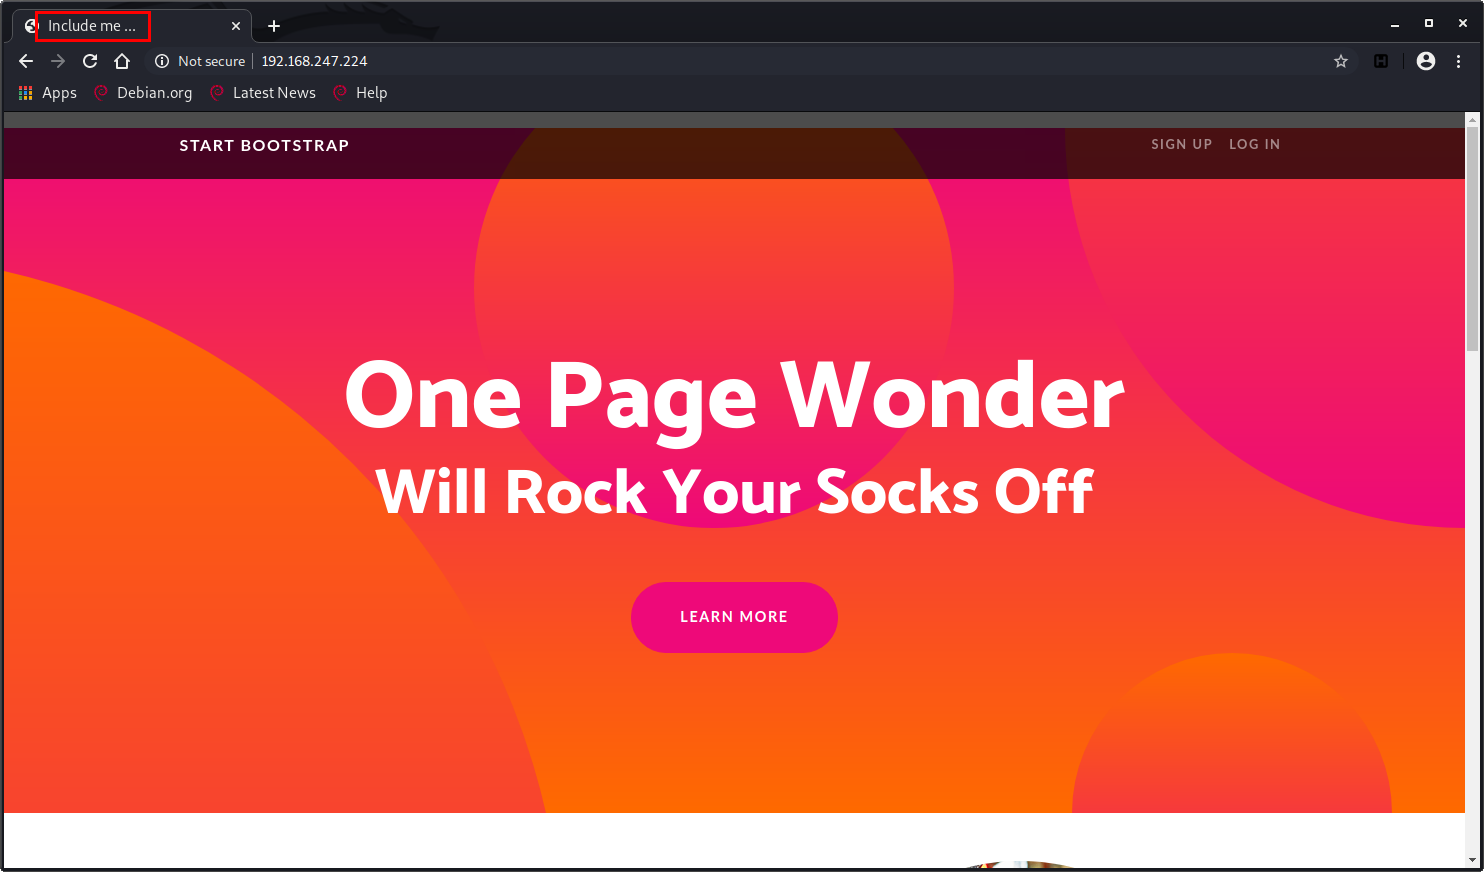 Include me ...
Not secure
192.168.247.224
Apps
Debian.org
Latest News
Help
START BOOTSTRAP
SIGN UP
LOG IN
One Page Wonder
Will Rock Your Socks Off
LEARN MORE